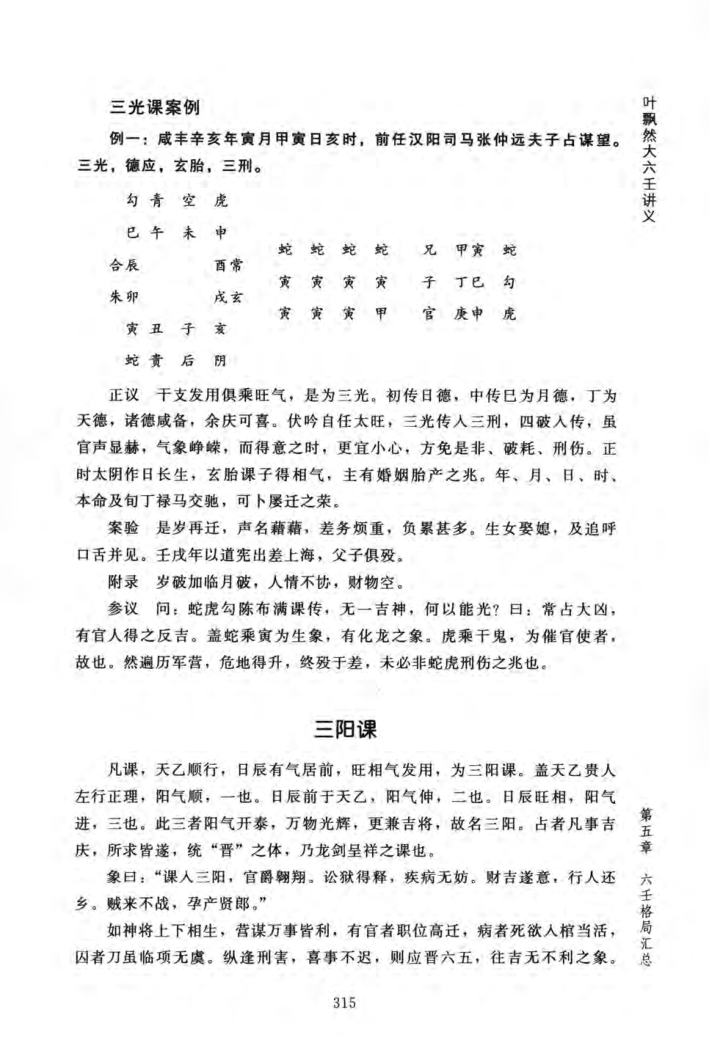 叶飘然大六壬讲义
三光课案例
例一：咸丰辛亥年寅月甲寅日亥时，前任汉阳司马张仲远夫子占谋望。
三光，德应，玄胎，三刑。
勾 青 空 虎
巳 午 未 申
合辰 酉常
朱卯 戌玄
寅 丑 子 亥
蛇 贵 后 阴
蛇 蛇 蛇 蛇 兄 甲寅 蛇
寅 寅 寅 寅 子 丁巳 勾
寅 寅 寅 甲 官 庚申 虎
正议 干支发用俱乘旺气，是为三光。初传日德，中传巳为月德，丁为
天德，诸德咸备，余庆可喜。伏吟自任太旺，三光传入三刑，四破入传，虽
官声显赫，气象峥嵘，而得意之时，更宜小心，方免是非、破耗、刑伤。正
时太阴作日长生，玄胎课子得相气，主有婚姻胎产之兆。年、月、日、时、
本命及旬丁禄马交驰，可卜屡迁之荣。
案验 是岁再迁，声名藉藉，差务烦重，负累甚多。生女娶媳，及追呼
口舌并见。壬戌年以道宪出差上海，父子俱殁。
附录 岁破加临月破，人情不协，财物空。
参议 问：蛇虎勾陈布满课传，无一吉神，何以能光？曰：常占大凶，
有官人得之反吉。盖蛇乘寅为生象，有化龙之象。虎乘干鬼，为催官使者，
故也。然遍历军营，危地得升，终殁于差，未必非蛇虎刑伤之兆也。
三阳课
凡课，天乙顺行，日辰有气居前，旺相气发用，为三阳课。盖天乙贵人
左行正理，阳气顺，一也。日辰前于天乙，阳气伸，二也。日辰旺相，阳气
进，三也。此三者阳气开泰，万物光辉，更兼吉将，故名三阳。占者凡事吉
庆，所求皆遂，统“晋”之体，乃龙剑呈祥之课也。
象曰：“课入三阳，官爵翱翔。讼狱得释，疾病无妨。财吉遂意，行人还
乡。贼来不战，孕产贤郎。”
如神将上下相生，营谋万事皆利，有官者职位高迁，病者死欲入棺当活，
囚者刀虽临项无虞。纵逢刑害，喜事不迟，则应晋六五，往吉无不利之象。
第五章 六壬格局汇总
315